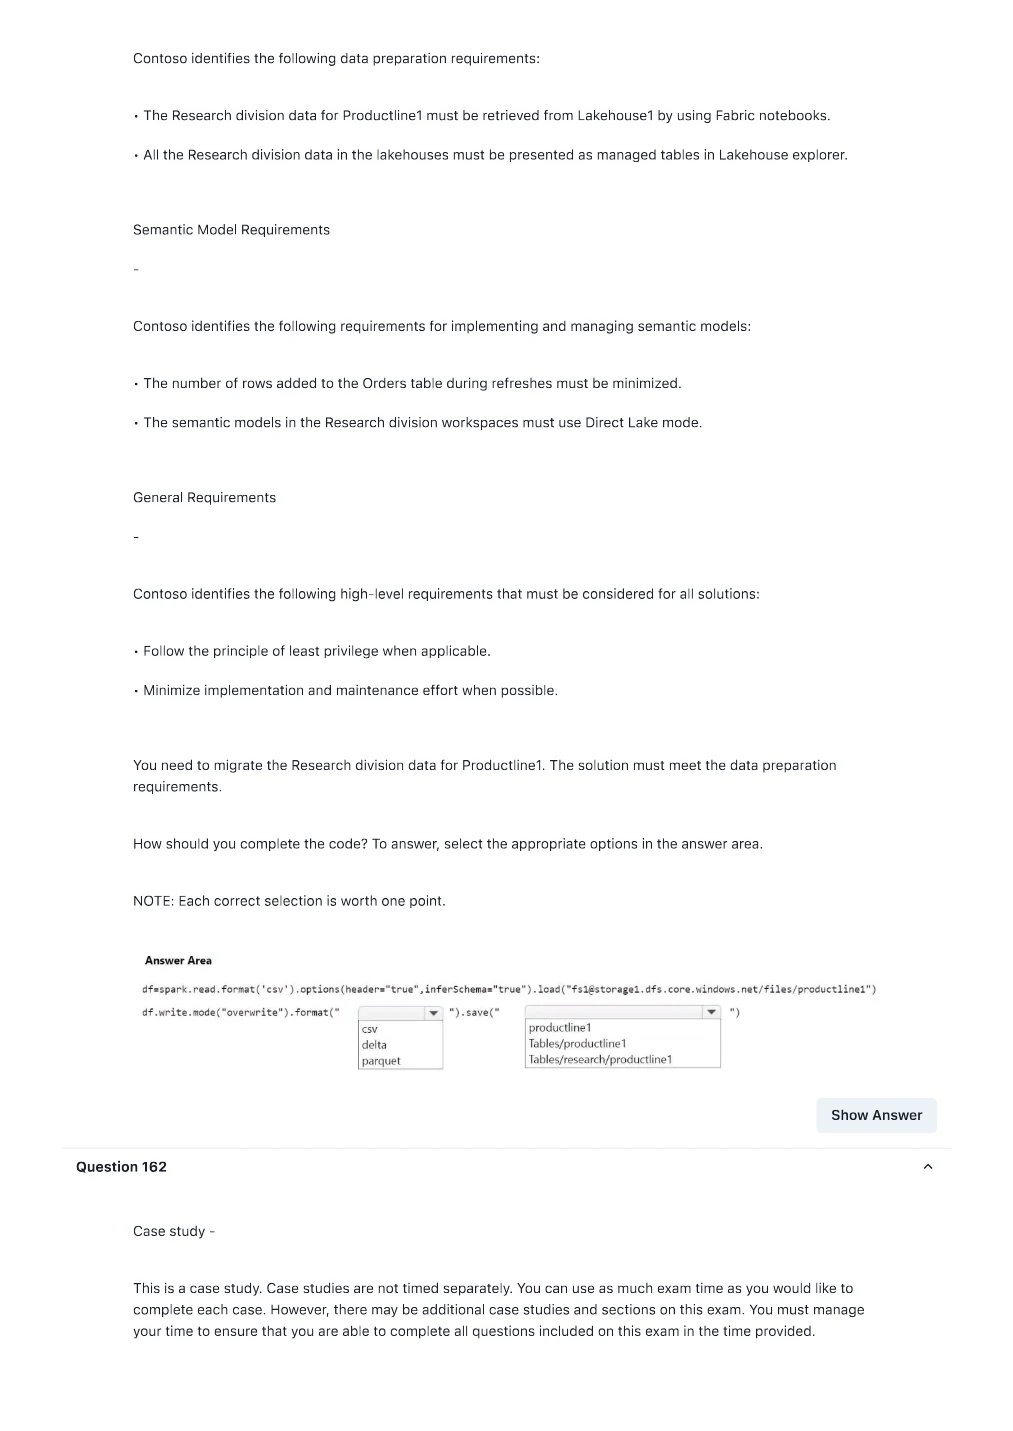 Contoso identifies the following data preparation requirements:
• The Research division data for Productline1 must be retrieved from Lakehouse1 by using Fabric notebooks.
• All the Research division data in the lakehouses must be presented as managed tables in Lakehouse explorer.
Semantic Model Requirements
-
Contoso identifies the following requirements for implementing and managing semantic models:
• The number of rows added to the Orders table during refreshes must be minimized.
• The semantic models in the Research division workspaces must use Direct Lake mode.
General Requirements
-
Contoso identifies the following high-level requirements that must be considered for all solutions:
• Follow the principle of least privilege when applicable.
• Minimize implementation and maintenance effort when possible.
You need to migrate the Research division data for Productline1. The solution must meet the data preparation
requirements.
How should you complete the code? To answer, select the appropriate options in the answer area.
NOTE: Each correct selection is worth one point.
Answer Area
df=spark.read.format('csv').options(header="true",inferSchema="true").load("fs1@storage1.dfs.core.windows.net/files/productline1")
df.write.mode("overwrite").format(" ").save(" ")
csv productline1
delta Tables/productline1
parquet Tables/research/productline1
Show Answer
Question 162
Case study -
This is a case study. Case studies are not timed separately. You can use as much exam time as you would like to
complete each case. However, there may be additional case studies and sections on this exam. You must manage
your time to ensure that you are able to complete all questions included on this exam in the time provided.